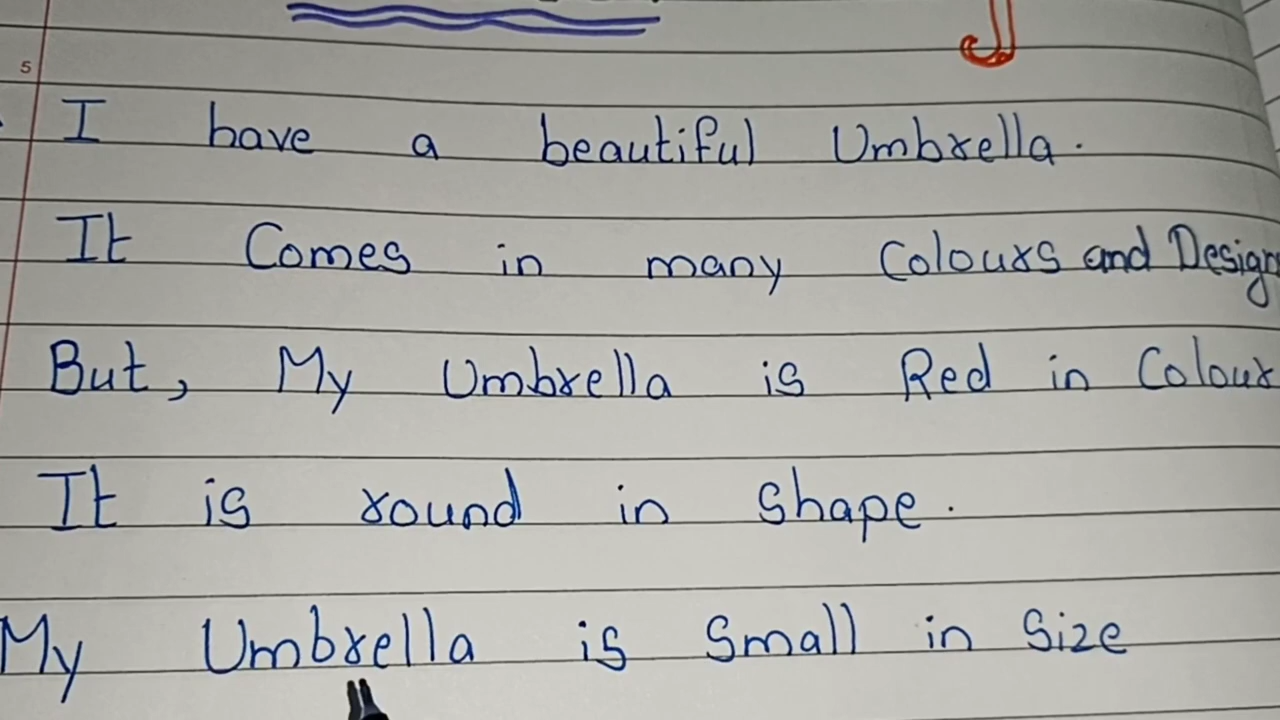 5
I have a beautiful Umbrella.
It Comes in many Colours and Design
But, My Umbrella is Red in Colour
It is round in shape.
My Umbrella is Small in Size